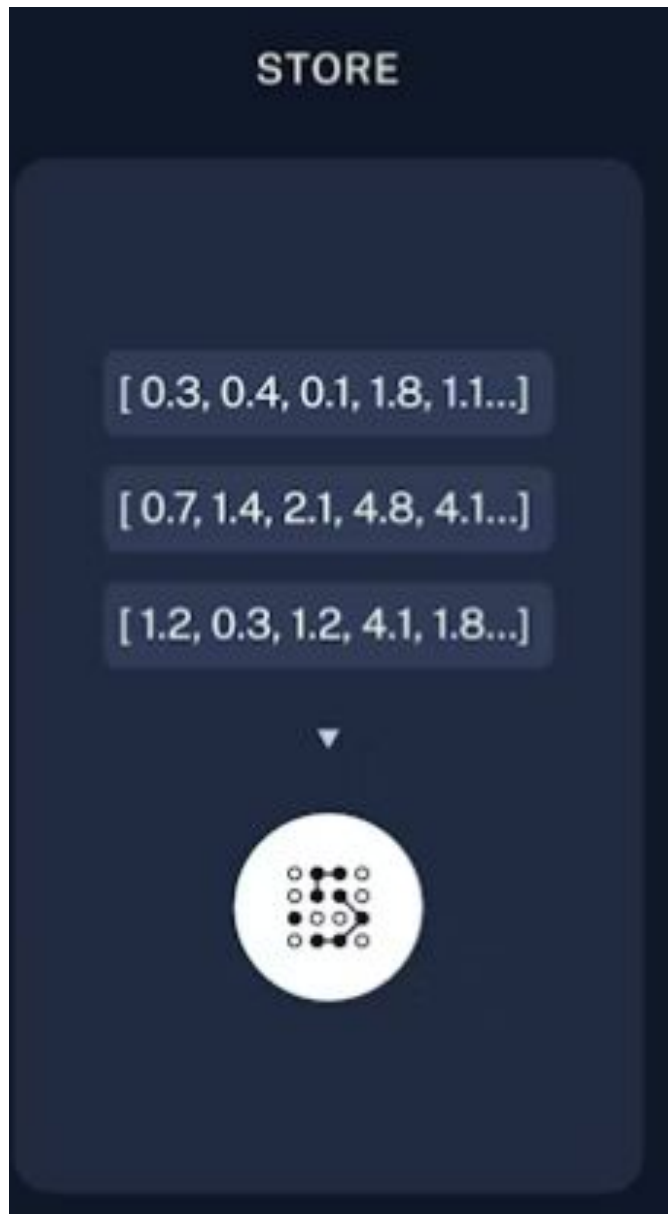 STORE
[ 0.3, 0.4, 0.1, 1.8, 1.1...]
[ 0.7, 1.4, 2.1, 4.8, 4.1...]
[ 1.2, 0.3, 1.2, 4.1, 1.8...]